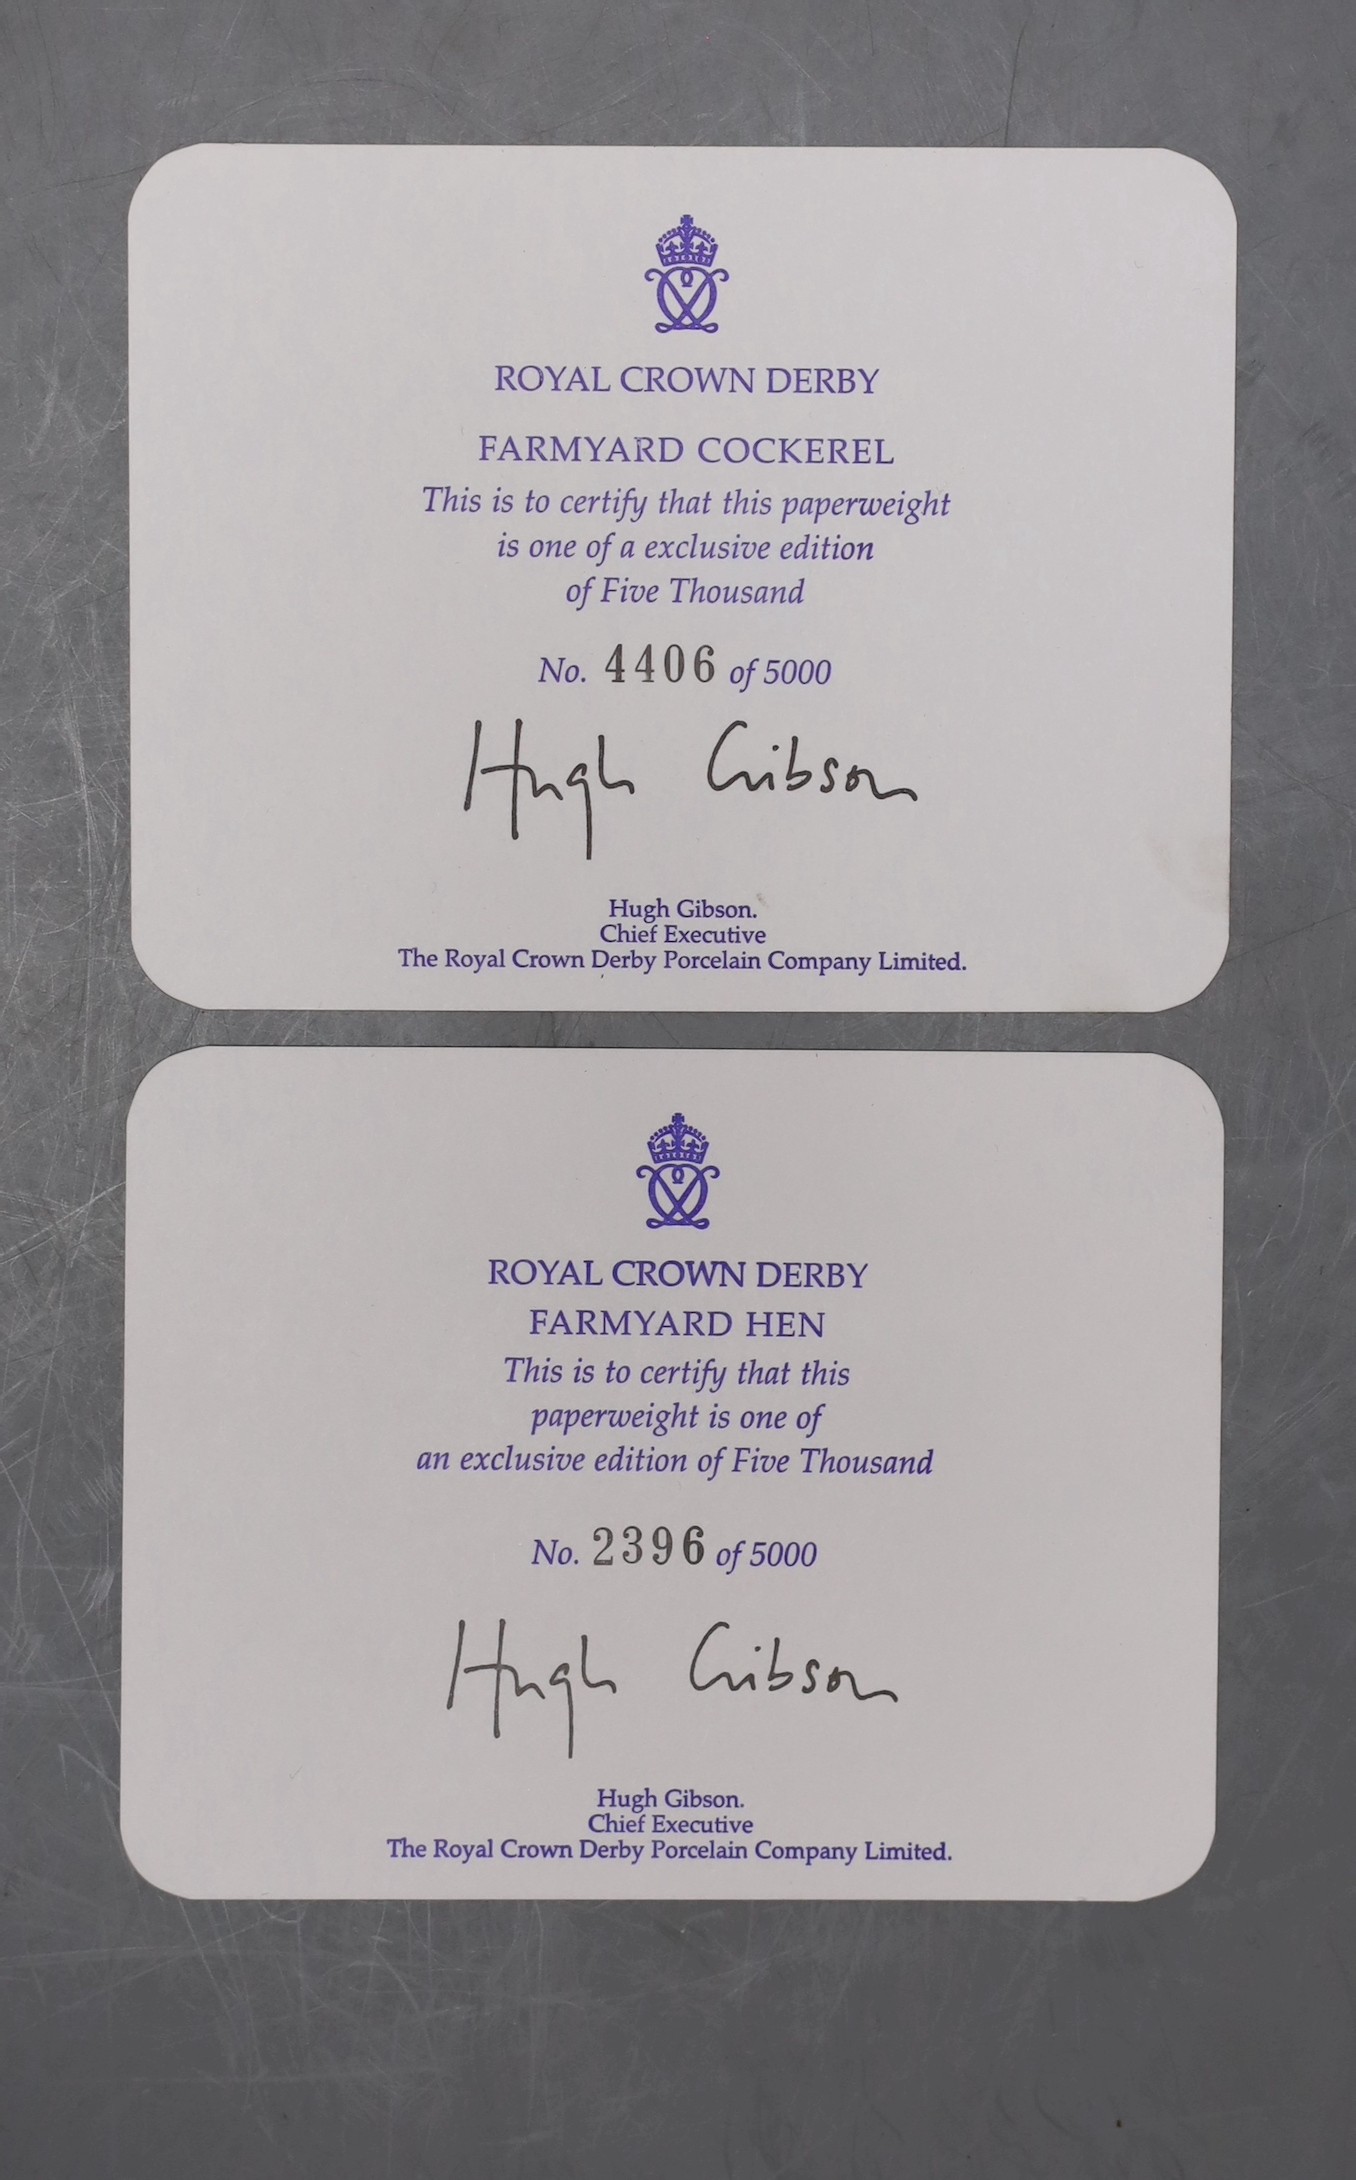 ROYAL CROWN DERBY
FARMYARD COCKEREL
This is to certify that this paperweight
is one of a exclusive edition
of Five Thousand
No. 4406 of 5000
Hugh Gibson
Hugh Gibson.
Chief Executive
The Royal Crown Derby Porcelain Company Limited.
ROYAL CROWN DERBY
FARMYARD HEN
This is to certify that this
paperweight is one of
an exclusive edition of Five Thousand
No. 2396 of 5000
Hugh Gibson
Hugh Gibson.
Chief Executive
The Royal Crown Derby Porcelain Company Limited.